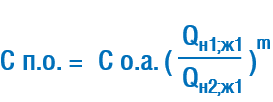 С п.о. = С о.а. ( Qн1;ж1 / Qн2;ж1 )^m